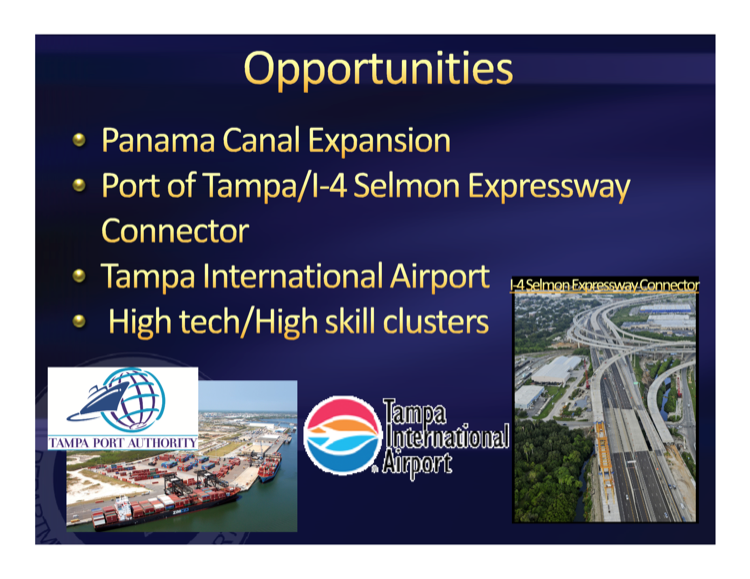 Opportunities
Panama Canal Expansion
Port of Tampa/I-4 Selmon Expressway
Connector
Tampa International Airport
High tech/High skill clusters
I-4 Selmon Expressway Connector
TAMPA PORT AUTHORITY
Tampa
International
Airport